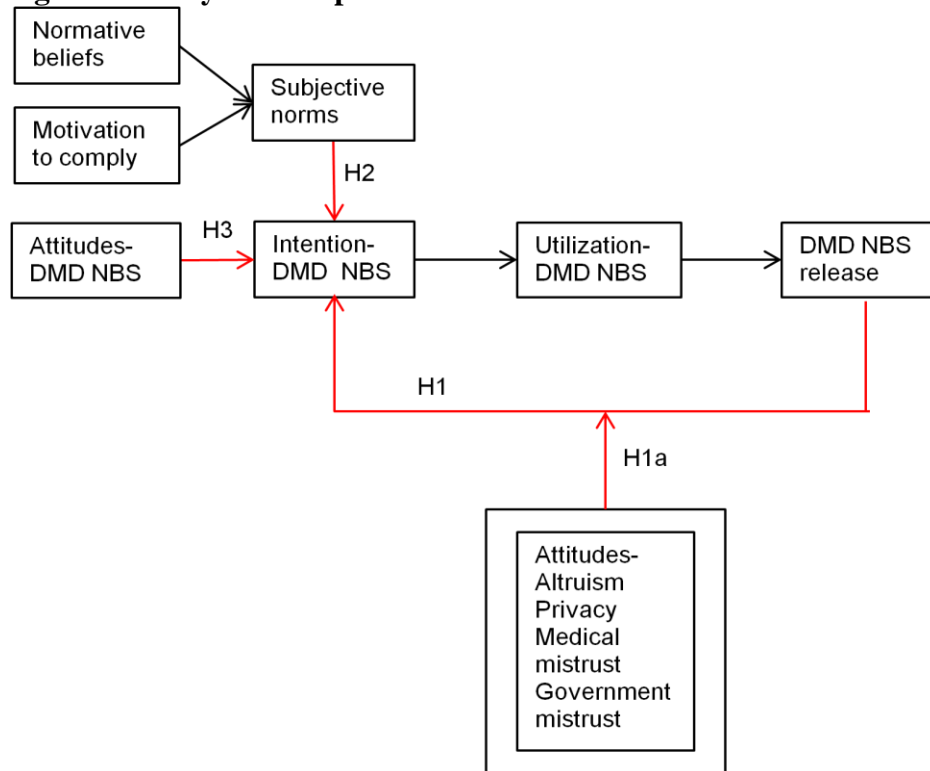 Normative
beliefs
Subjective
norms
Motivation
to comply
H2
H3
Attitudes-
DMD NBS
Intention-
DMD NBS
Utilization-
DMD NBS
DMD NBS
release
H1
H1a
Attitudes-
Altruism
Privacy
Medical
mistrust
Government
mistrust